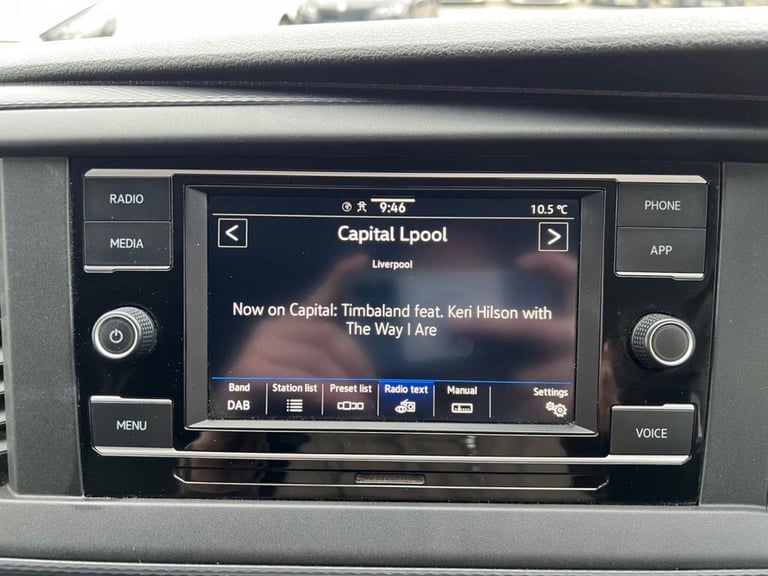 9:46
10.5 °C
RADIO
MEDIA
PHONE
APP
<
Capital Lpool
>
Liverpool
Now on Capital: Timbaland feat. Keri Hilson with
The Way I Are
Band
Station list
Preset list
Radio text
Manual
Settings
DAB
MENU
VOICE